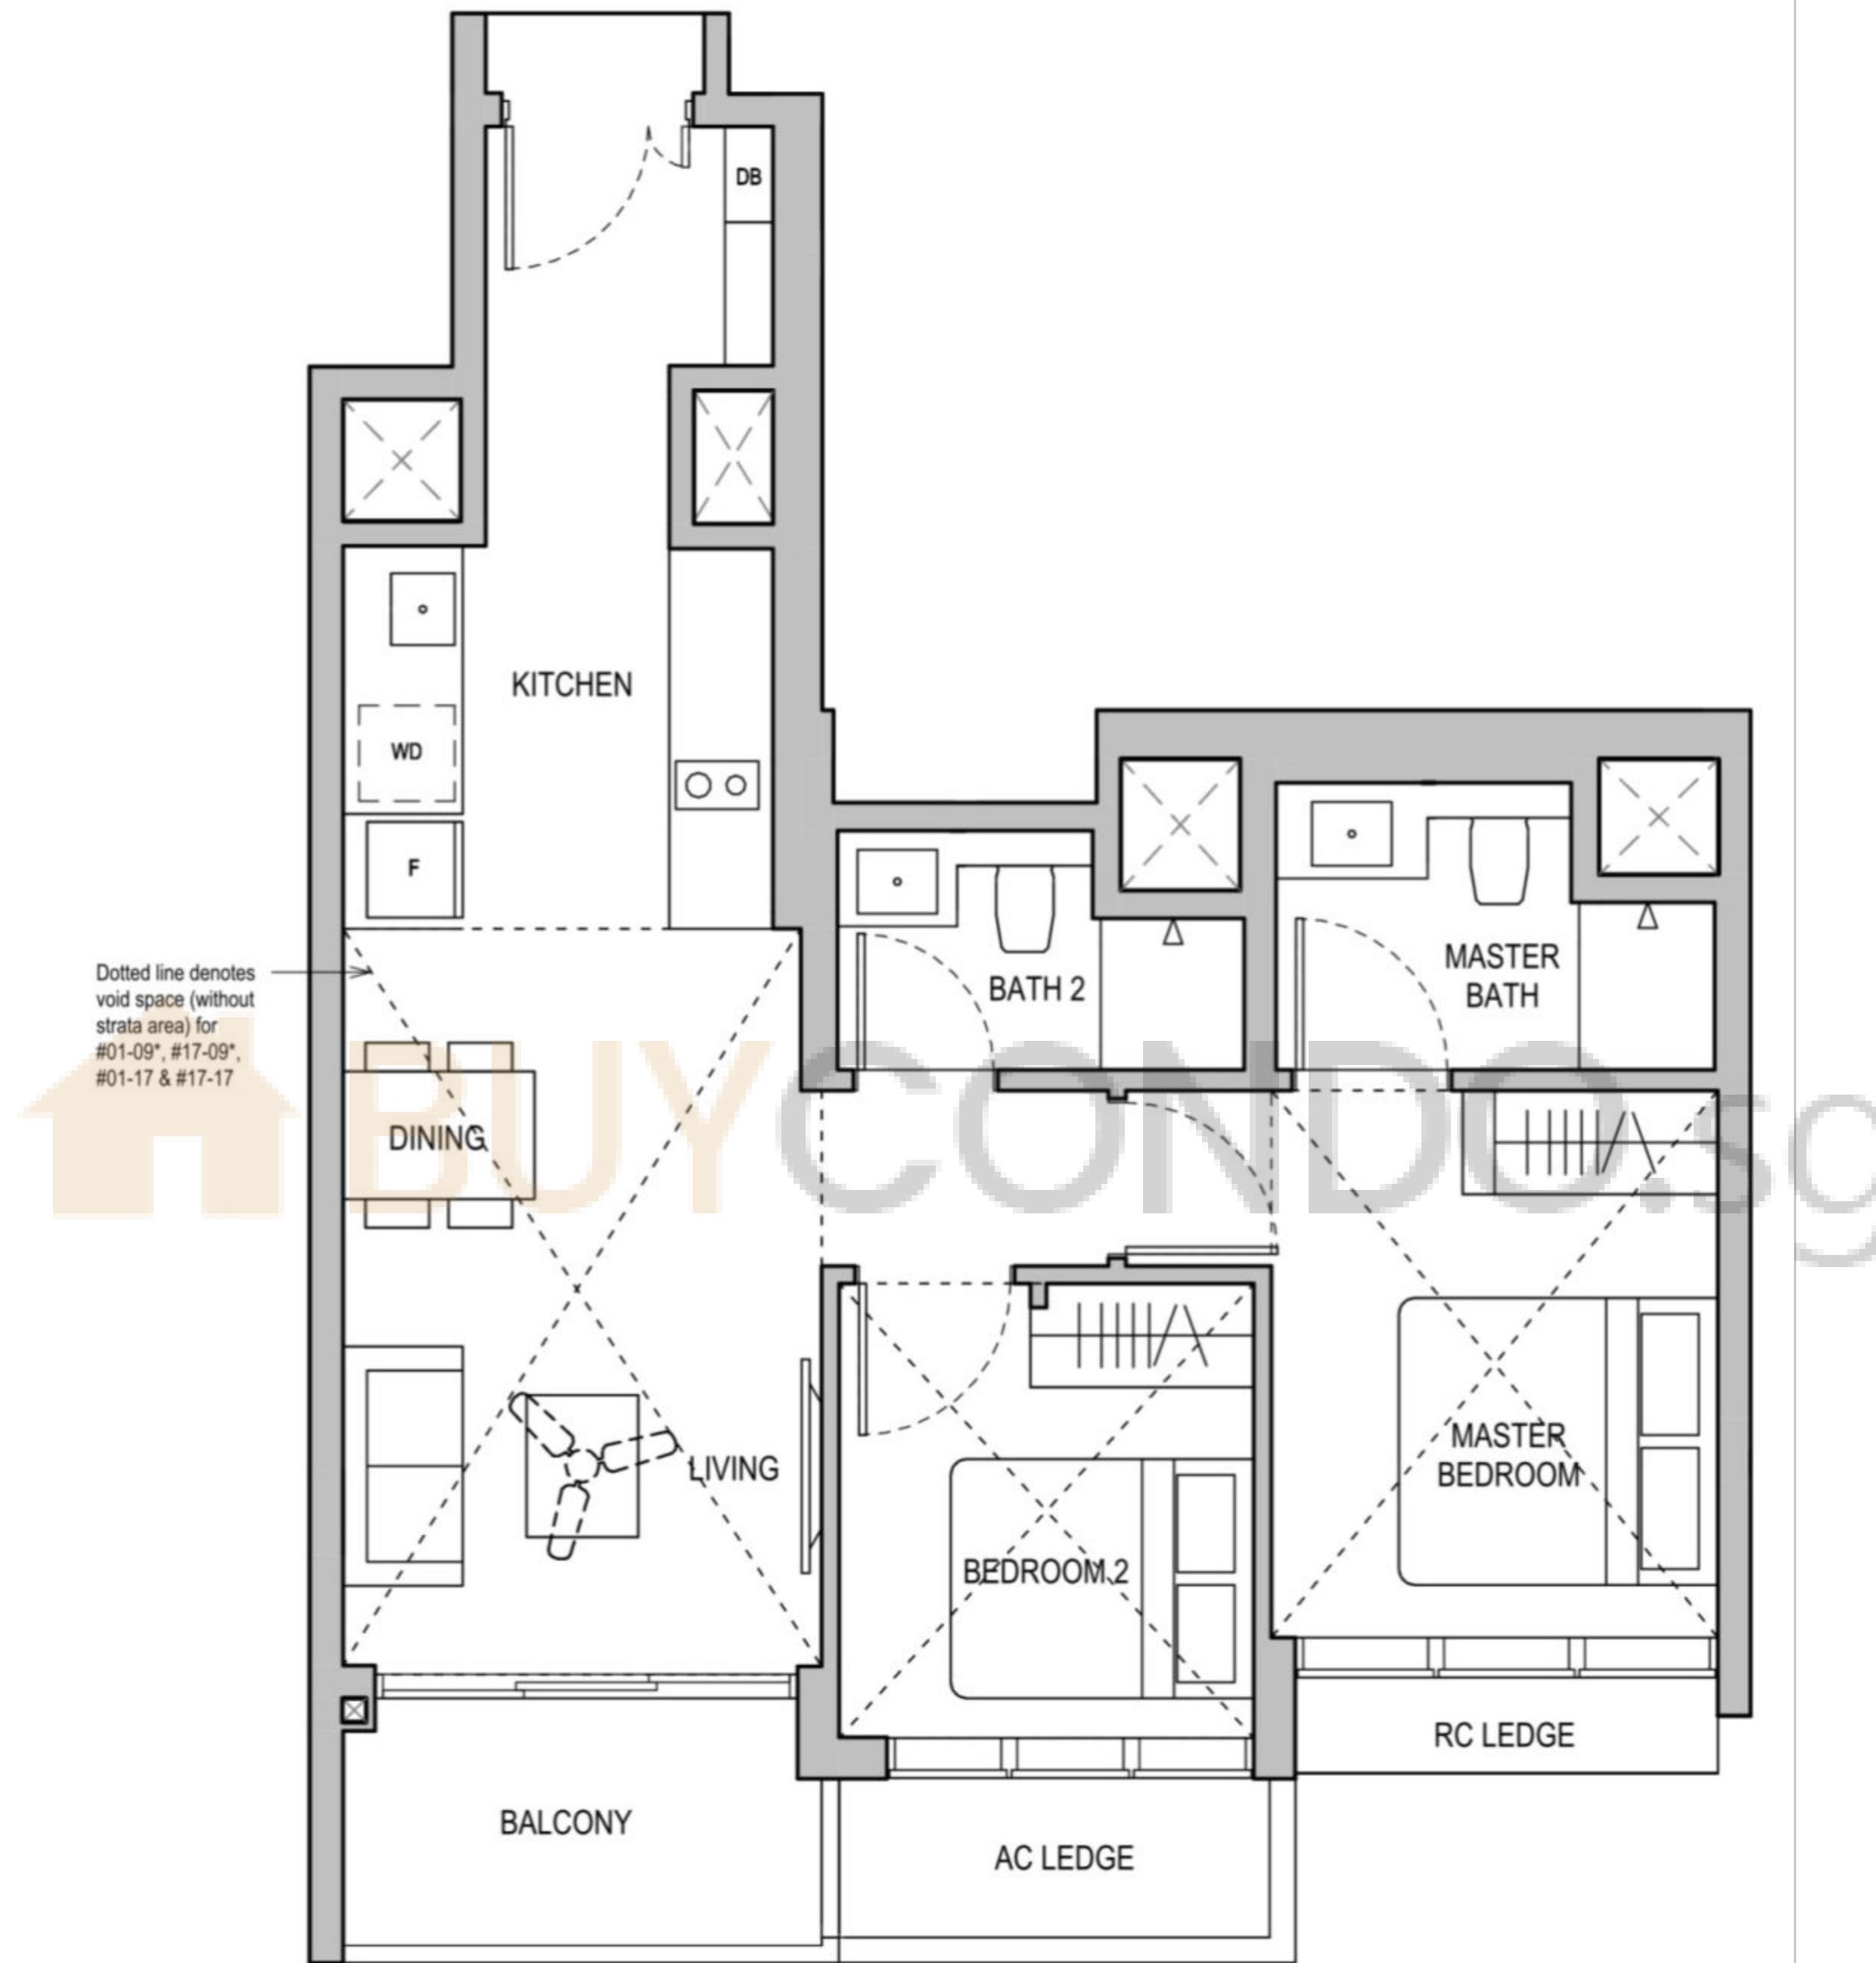 DB
KITCHEN
WD
F
Dotted line denotes
void space (without
strata area) for
#01-09*, #17-09*,
#01-17 & #17-17
BATH 2
MASTER
BATH
BUYCONDO.sg
DINING
LIVING
MASTER
BEDROOM
BEDROOM 2
RC LEDGE
BALCONY
AC LEDGE